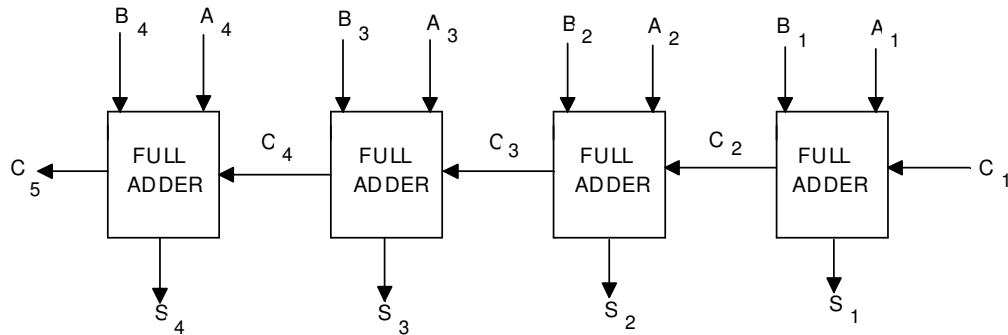 B₄ A₄ B₃ A₃ B₂ A₂ B₁ A₁
C₅ FULL ADDER C₄ FULL ADDER C₃ FULL ADDER C₂ FULL ADDER C₁
S₄ S₃ S₂ S₁